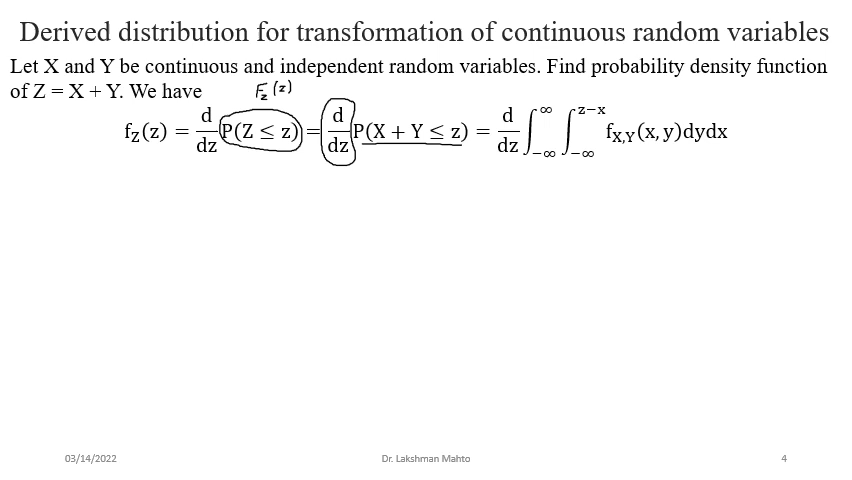 Derived distribution for transformation of continuous random variables
Let X and Y be continuous and independent random variables. Find probability density function
of Z = X + Y. We have F_Z(z)
f_Z(z) = d/dz P(Z ≤ z) = d/dz P(X + Y ≤ z) = d/dz ∫_{-∞}^{∞} ∫_{-∞}^{z-x} f_{X,Y}(x, y)dydx
03/14/2022 Dr. Lakshman Mahto 4